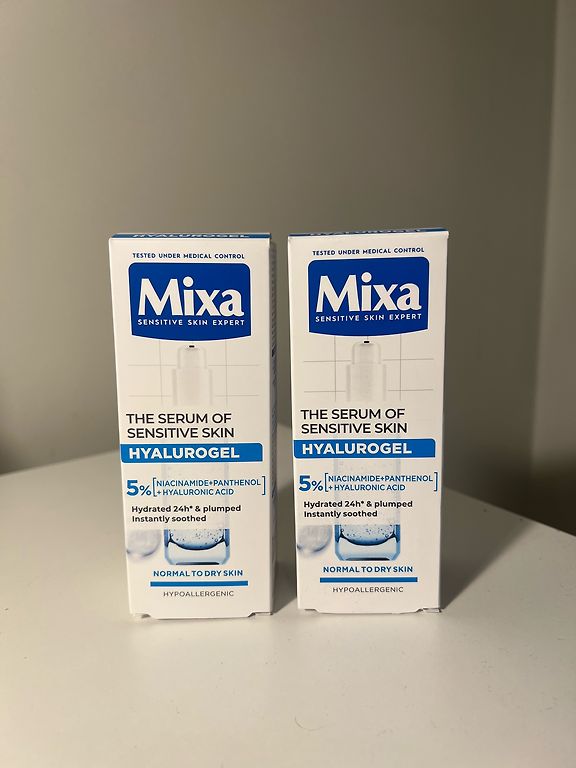 HYALUROGEL
TESTED UNDER MEDICAL CONTROL
Mixa
SENSITIVE SKIN EXPERT
THE SERUM OF
SENSITIVE SKIN
HYALUROGEL
5% [NIACINAMIDE+PANTHENOL
+ HYALURONIC ACID]
Hydrated 24h* & plumped
Instantly soothed
NORMAL TO DRY SKIN
HYPOALLERGENIC
HYALUROGEL
TESTED UNDER MEDICAL CONTROL
Mixa
SENSITIVE SKIN EXPERT
THE SERUM OF
SENSITIVE SKIN
HYALUROGEL
5% [NIACINAMIDE+PANTHENOL
+ HYALURONIC ACID]
Hydrated 24h* & plumped
Instantly soothed
NORMAL TO DRY SKIN
HYPOALLERGENIC